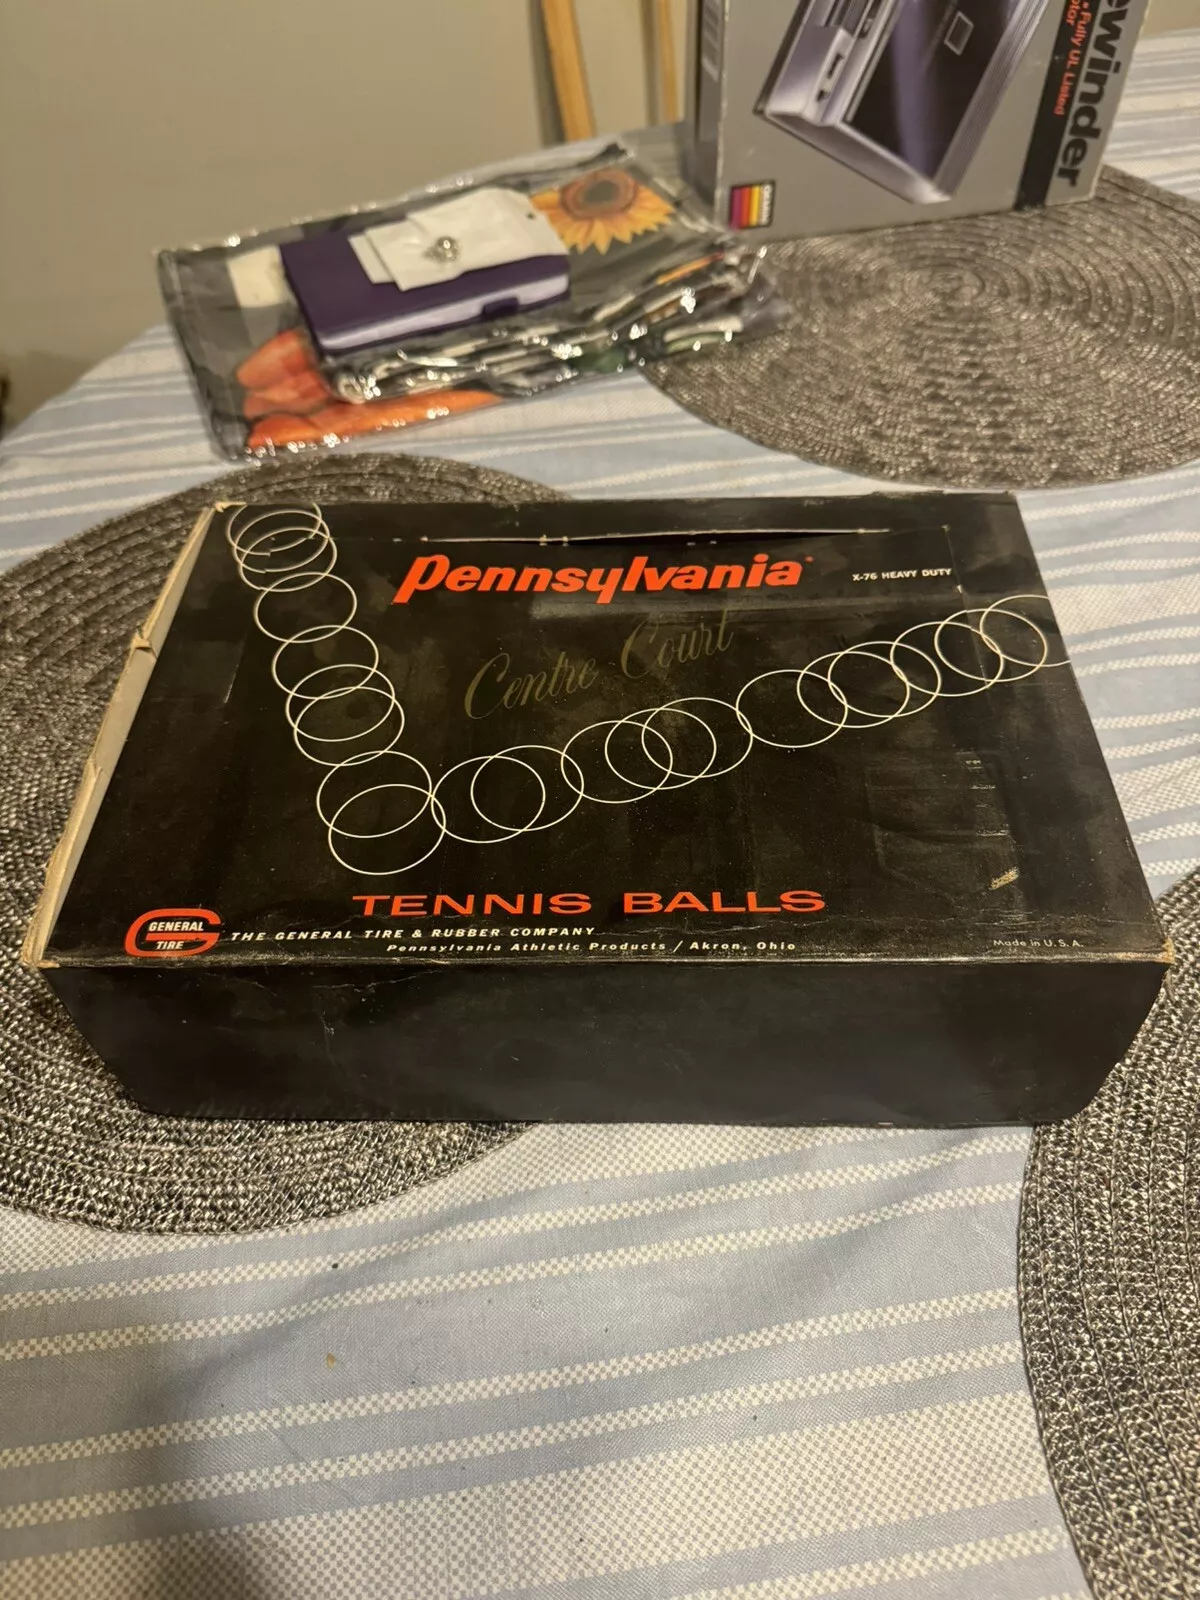 ewinder
• Fully UL Listed
Pennsylvania
X-76 HEAVY DUTY
Centre Court
TENNIS BALLS
GENERAL
TIRE
THE GENERAL TIRE & RUBBER COMPANY
Pennsylvania Athletic Products / Akron, Ohio
Made in U.S.A.